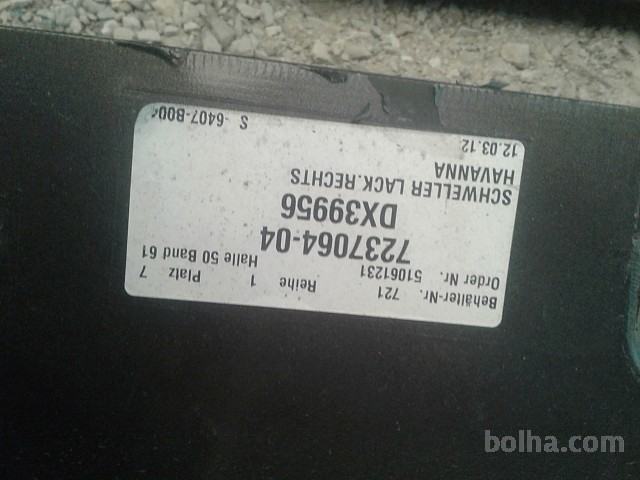 Behälter-Nr. 721 Reihe 1 Platz 7
Order Nr. 51061231 Halle 50 Band 61
7237064-04
DX39956
SCHWELLER LACK.RECHTS
HAVANNA
12.03.12 S -6407-B00
bolha.com